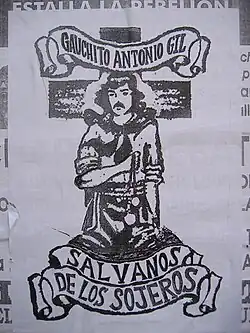 ESTALLA LA REBELION
GAUCHITO ANTONIO GIL
SALVANOS
DE LOS SOJEROS